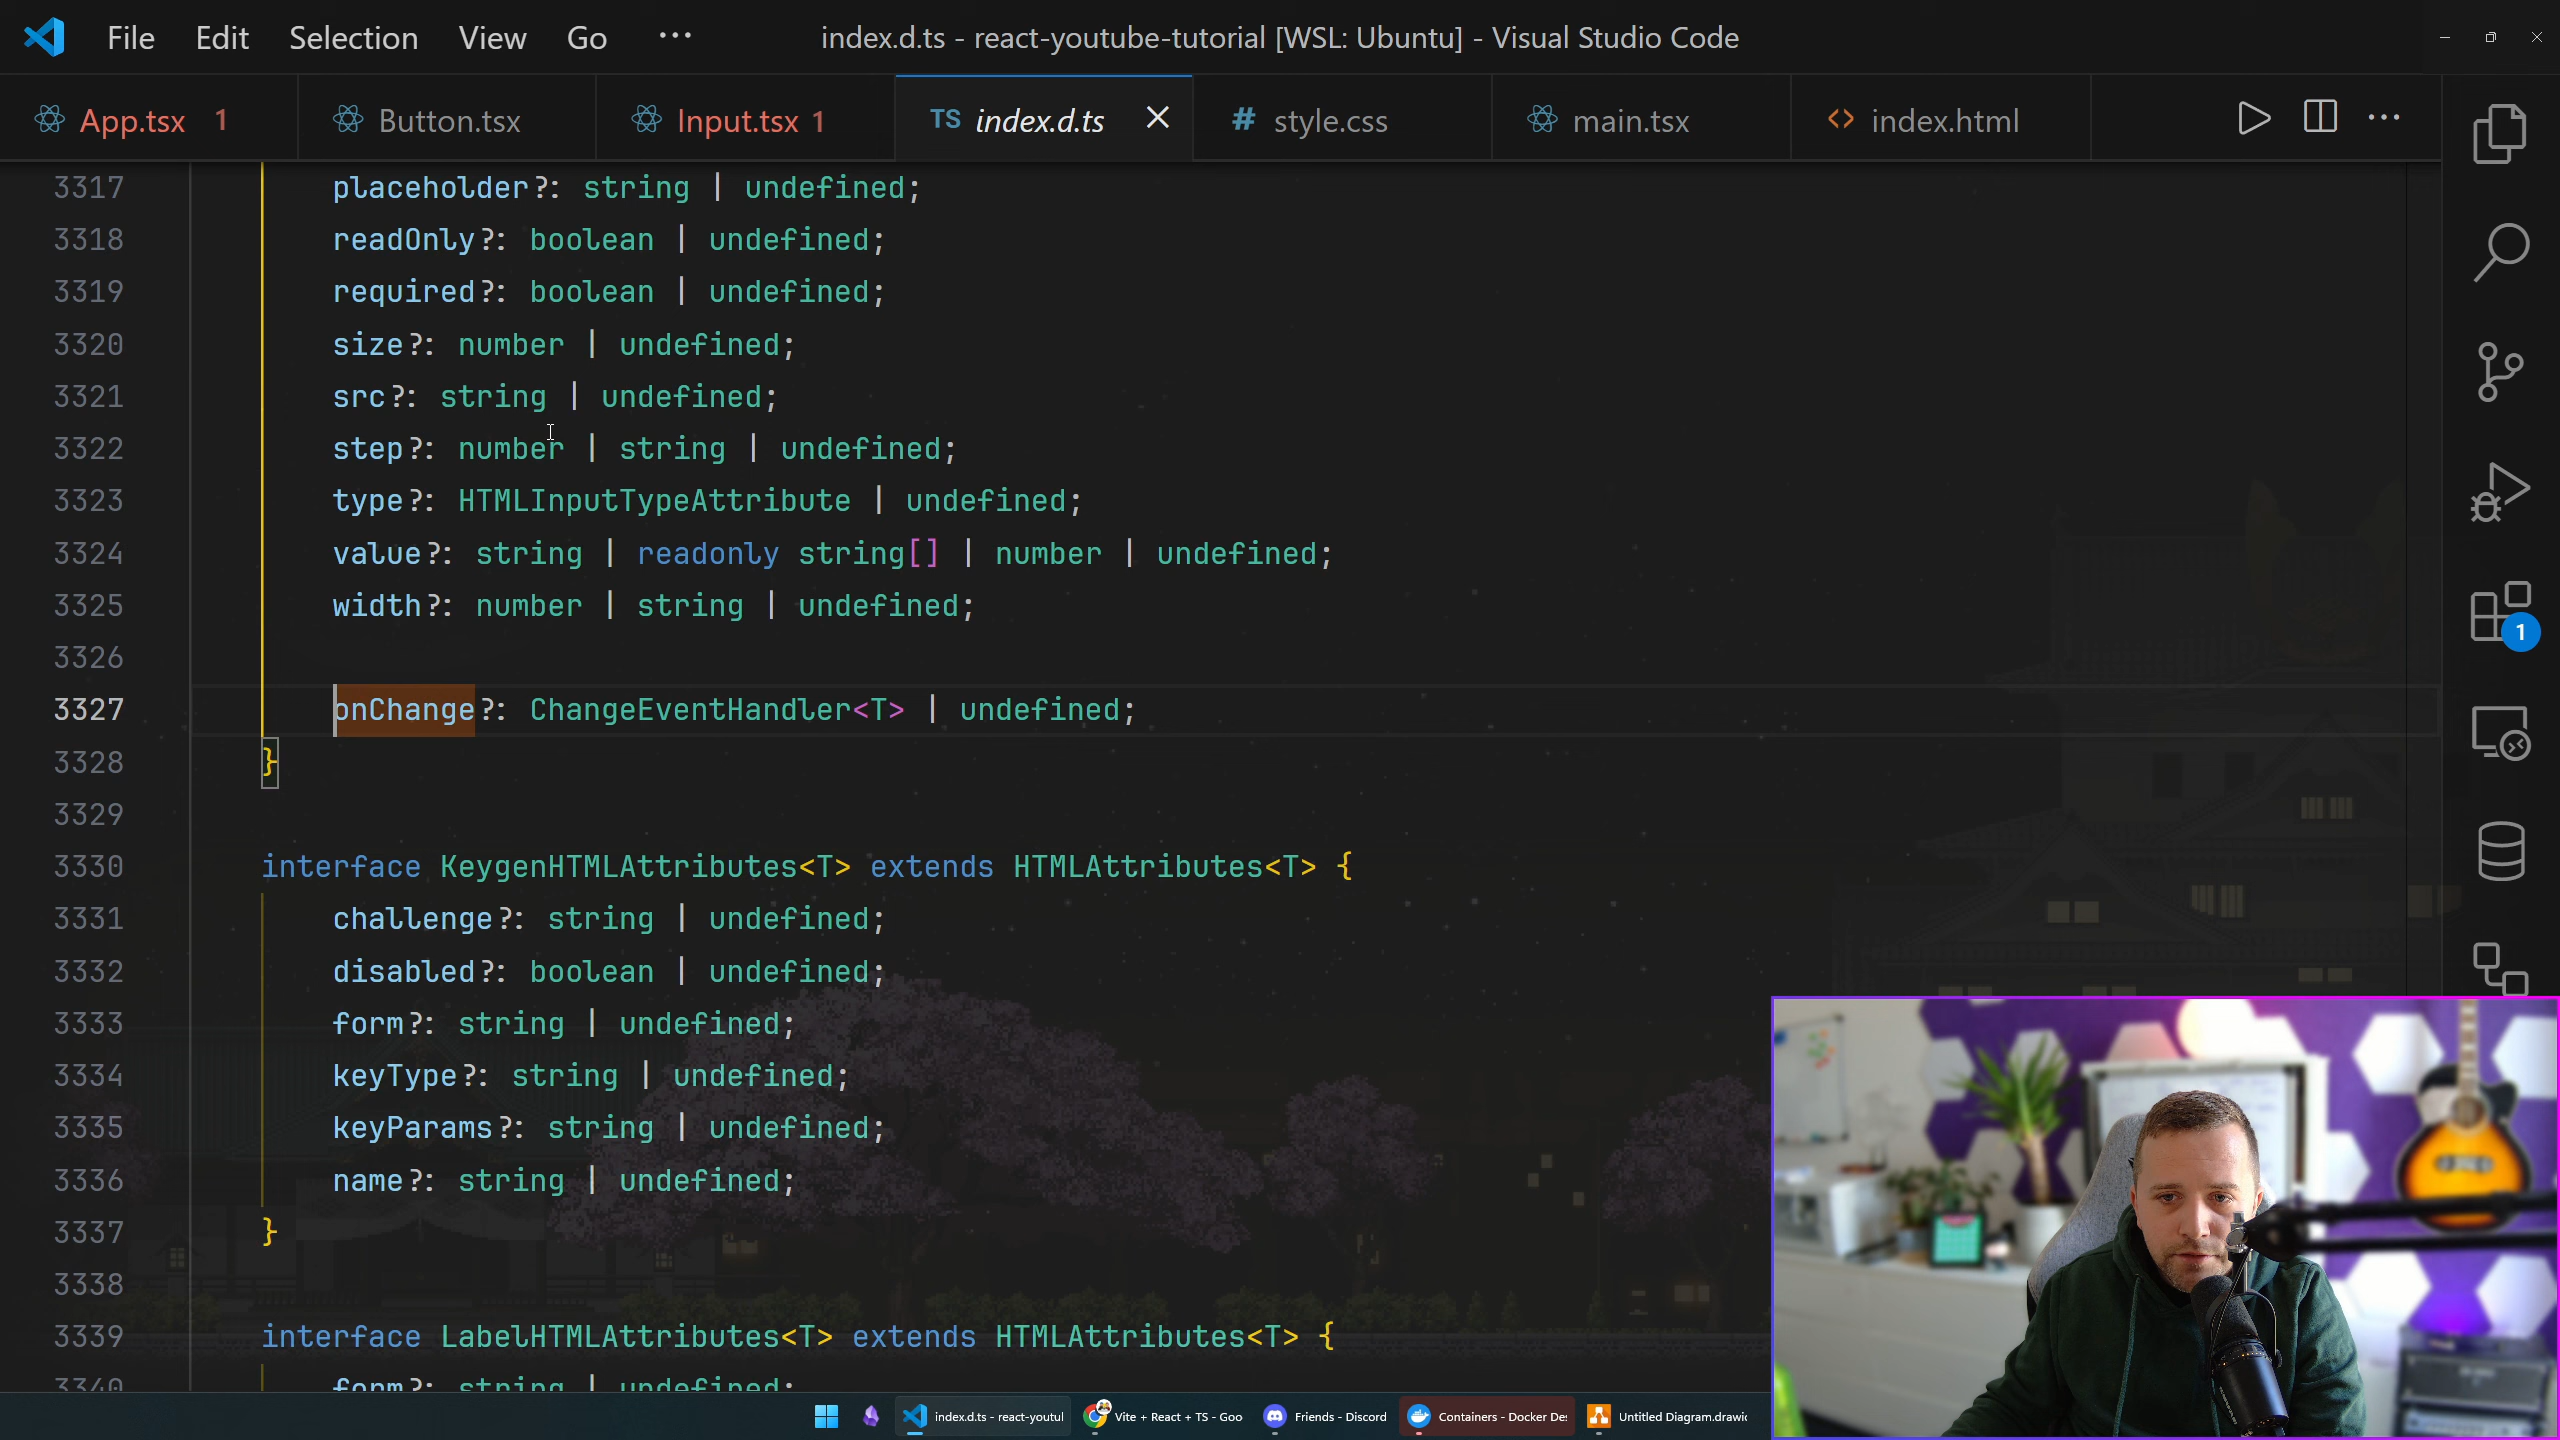 File Edit Selection View Go ···
index.d.ts - react-youtube-tutorial [WSL: Ubuntu] - Visual Studio Code
App.tsx 1
Button.tsx
Input.tsx 1
TS index.d.ts
# style.css
main.tsx
<> index.html
3317 placeholder?: string | undefined;
3318 readOnly?: boolean | undefined;
3319 required?: boolean | undefined;
3320 size?: number | undefined;
3321 src?: string | undefined;
3322 step?: number | string | undefined;
3323 type?: HTMLInputTypeAttribute | undefined;
3324 value?: string | readonly string[] | number | undefined;
3325 width?: number | string | undefined;
3326
3327 onChange?: ChangeEventHandler<T> | undefined;
3328 }
3329
3330 interface KeygenHTMLAttributes<T> extends HTMLAttributes<T> {
3331 challenge?: string | undefined;
3332 disabled?: boolean | undefined;
3333 form?: string | undefined;
3334 keyType?: string | undefined;
3335 keyParams?: string | undefined;
3336 name?: string | undefined;
3337 }
3338
3339 interface LabelHTMLAttributes<T> extends HTMLAttributes<T> {
3340 form?: string | undefined;
1
index.d.ts - react-youtul
Vite + React + TS - Goo
Friends - Discord
Containers - Docker De
Untitled Diagram.drawi